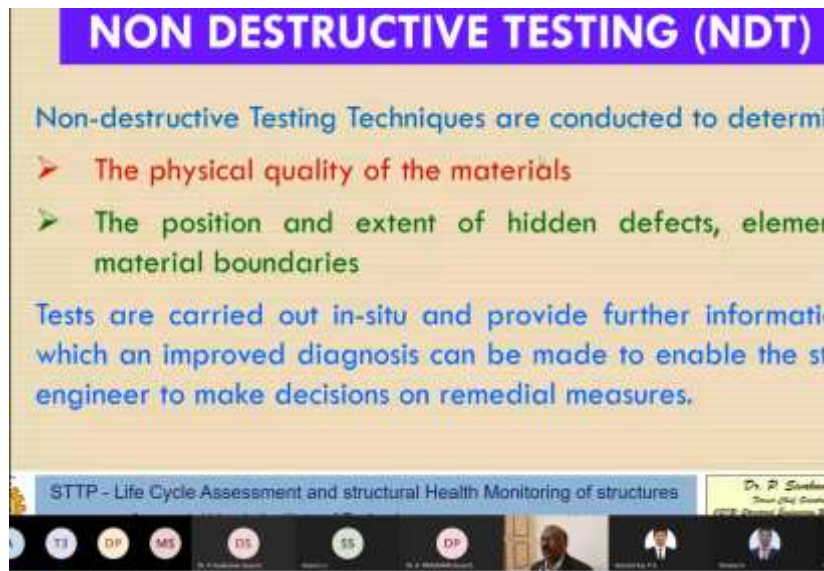 NON DESTRUCTIVE TESTING (NDT)
Non-destructive Testing Techniques are conducted to determi
The physical quality of the materials
The position and extent of hidden defects, elemen
material boundaries
Tests are carried out in-situ and provide further informati
which an improved diagnosis can be made to enable the st
engineer to make decisions on remedial measures.
STTP - Life Cycle Assessment and structural Health Monitoring of structures
Dr. P.
T3 DP MS DS SS DP